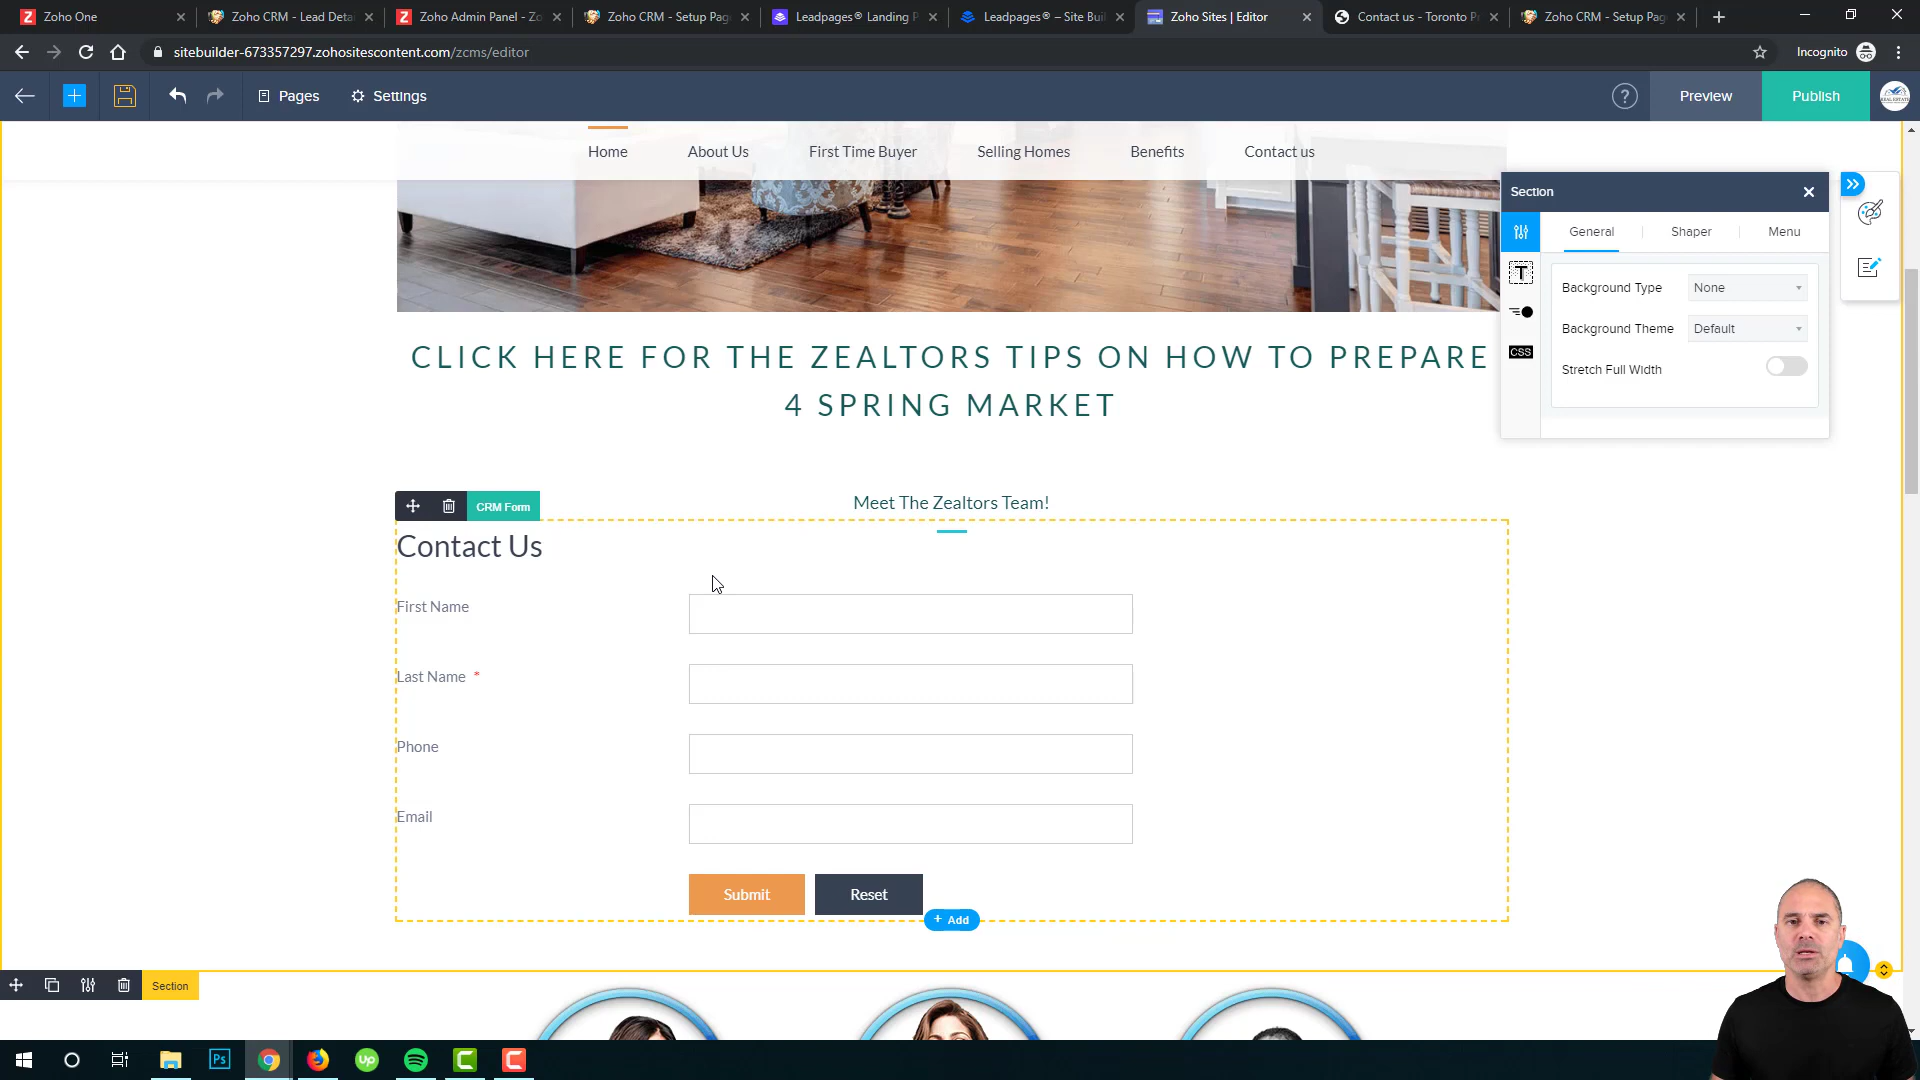 Zoho One
Zoho CRM - Lead Deta
Zoho Admin Panel - Zo
Zoho CRM - Setup Pag
Leadpages® Landing P
Leadpages® – Site Buil
Zoho Sites | Editor
Contact us - Toronto Pr
Zoho CRM - Setup Pag
sitebuilder-673357297.zohositescontent.com/zcms/editor
Incognito
Pages
Settings
?
Preview
Publish
Home
About Us
First Time Buyer
Selling Homes
Benefits
Contact us
Section
General
Shaper
Menu
Background Type
None
Background Theme
Default
Stretch Full Width
T
CSS
CLICK HERE FOR THE ZEALTORS TIPS ON HOW TO PREPARE
4 SPRING MARKET
Meet The Zealtors Team!
CRM Form
Contact Us
First Name
Last Name *
Phone
Email
Submit
Reset
+ Add
Section
Ps
up